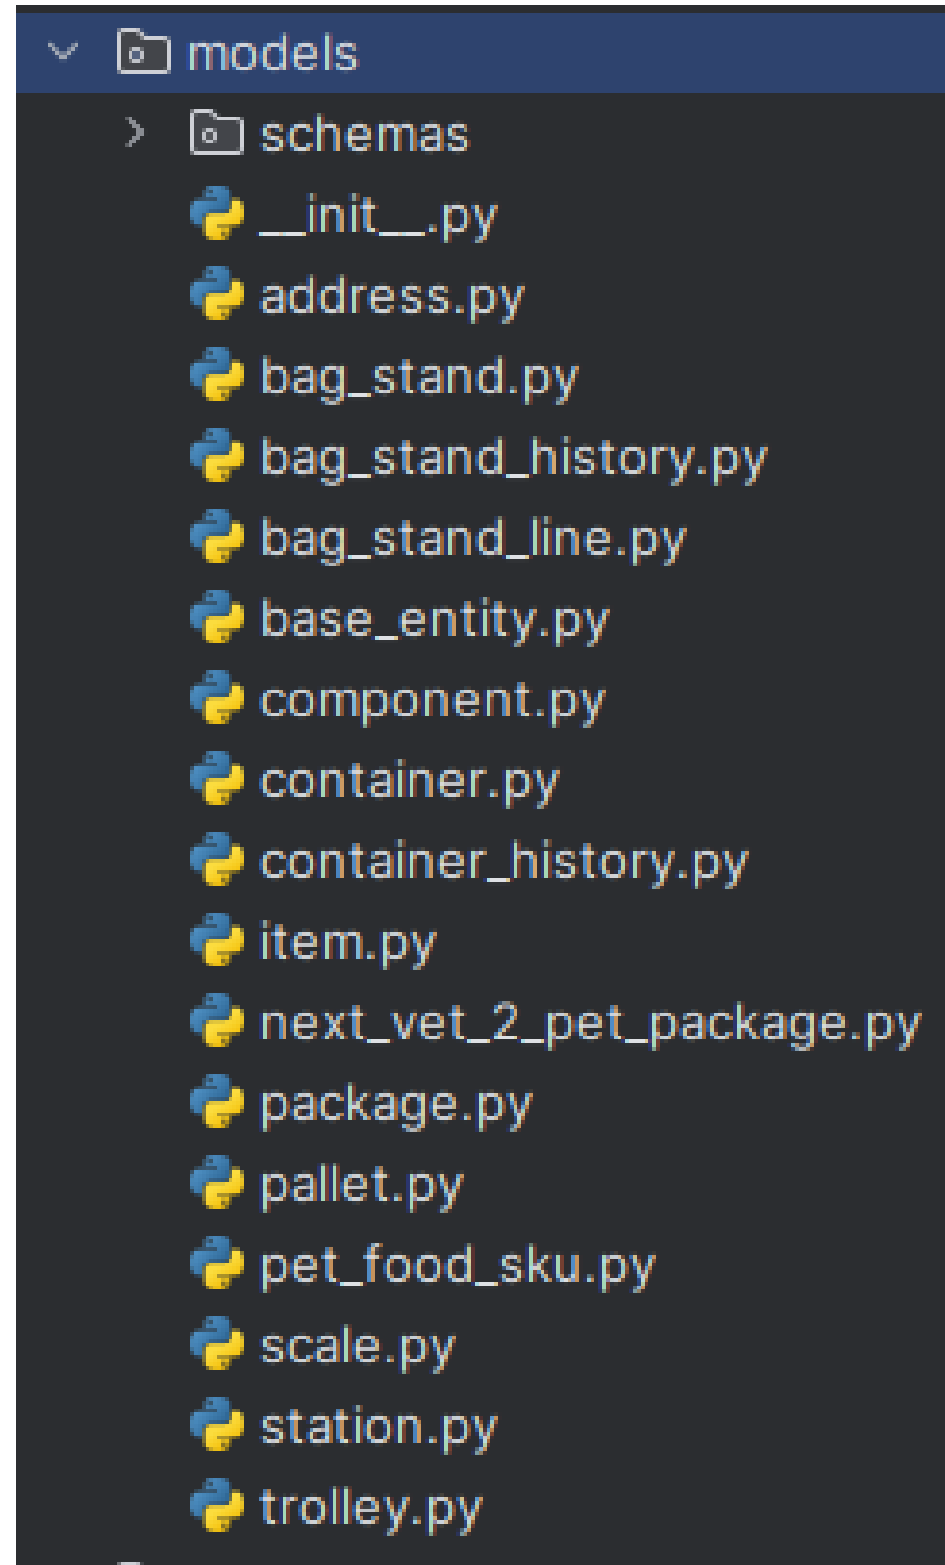 models
schemas
__init__.py
address.py
bag_stand.py
bag_stand_history.py
bag_stand_line.py
base_entity.py
component.py
container.py
container_history.py
item.py
next_vet_2_pet_package.py
package.py
pallet.py
pet_food_sku.py
scale.py
station.py
trolley.py